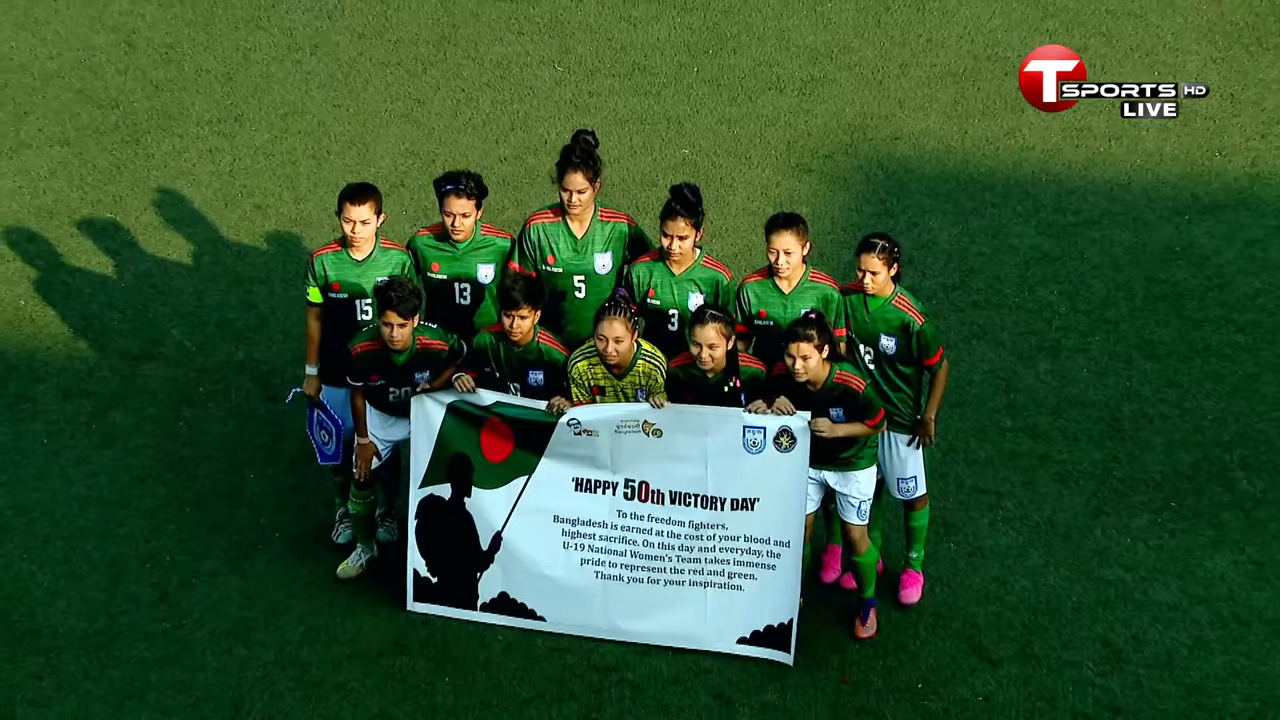 T SPORTS HD
LIVE
15
13
5
3
12
20
'HAPPY 50th VICTORY DAY'
To the freedom fighters,
Bangladesh is earned at the cost of your blood and
highest sacrifice. On this day and everyday, the
U-19 National Women's Team takes immense
pride to represent the red and green.
Thank you for your inspiration.